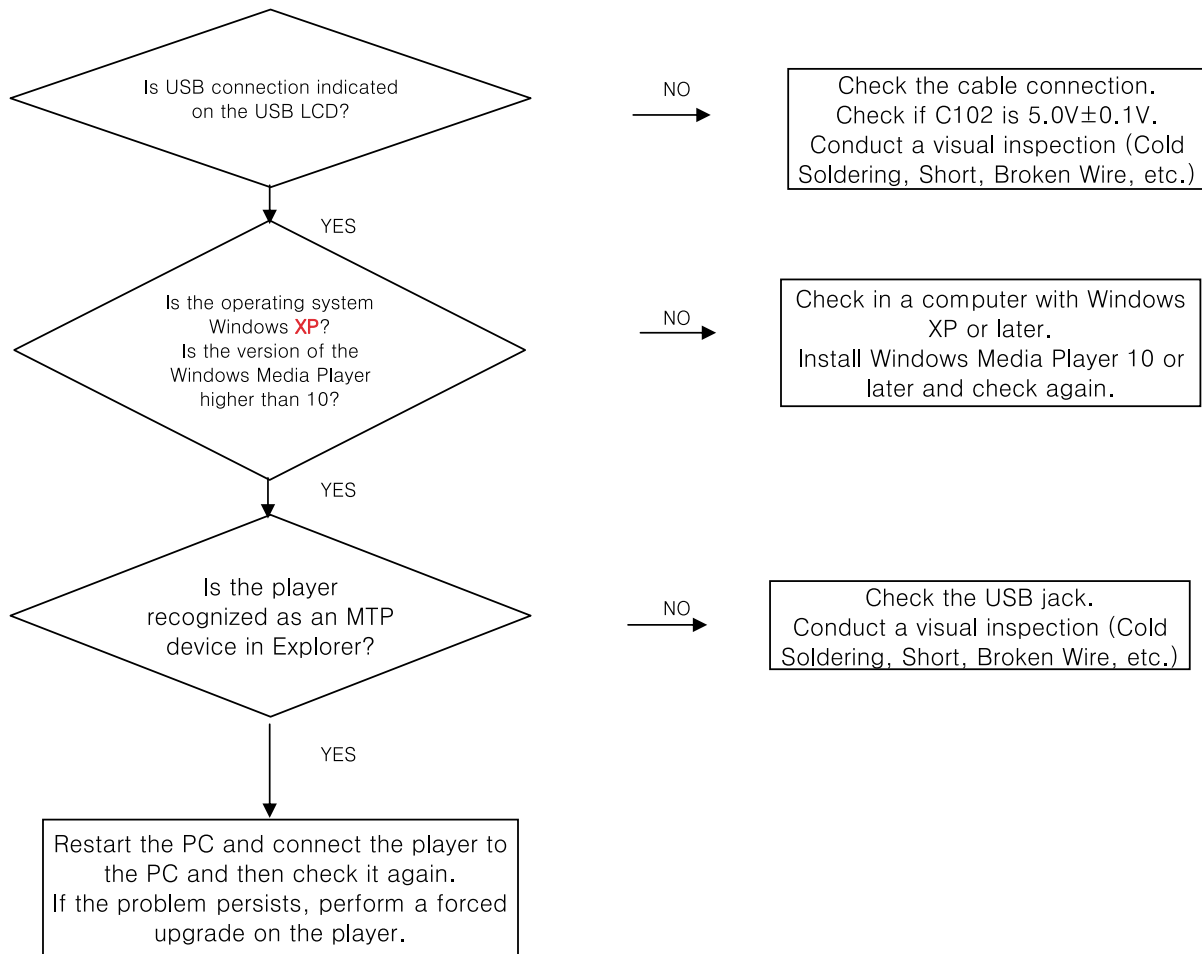 Is USB connection indicated
on the USB LCD?
NO
Check the cable connection.
Check if C102 is 5.0V±0.1V.
Conduct a visual inspection (Cold
Soldering, Short, Broken Wire, etc.)
YES
Is the operating system
Windows XP?
Is the version of the
Windows Media Player
higher than 10?
NO
Check in a computer with Windows
XP or later.
Install Windows Media Player 10 or
later and check again.
YES
Is the player
recognized as an MTP
device in Explorer?
NO
Check the USB jack.
Conduct a visual inspection (Cold
Soldering, Short, Broken Wire, etc.)
YES
Restart the PC and connect the player to
the PC and then check it again.
If the problem persists, perform a forced
upgrade on the player.